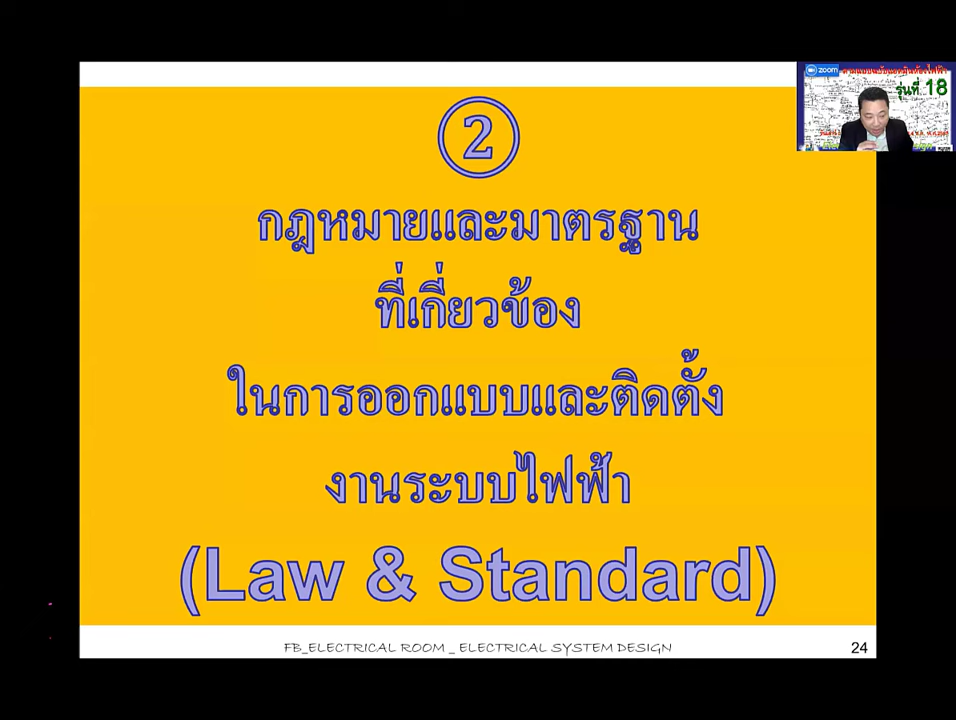 ②
กฎหมายและมาตรฐาน
ที่เกี่ยวข้อง
ในการออกแบบและติดตั้ง
งานระบบไฟฟ้า
(Law & Standard)
FB_ELECTRICAL ROOM _ ELECTRICAL SYSTEM DESIGN
24
zoom
รุ่นที่ 18